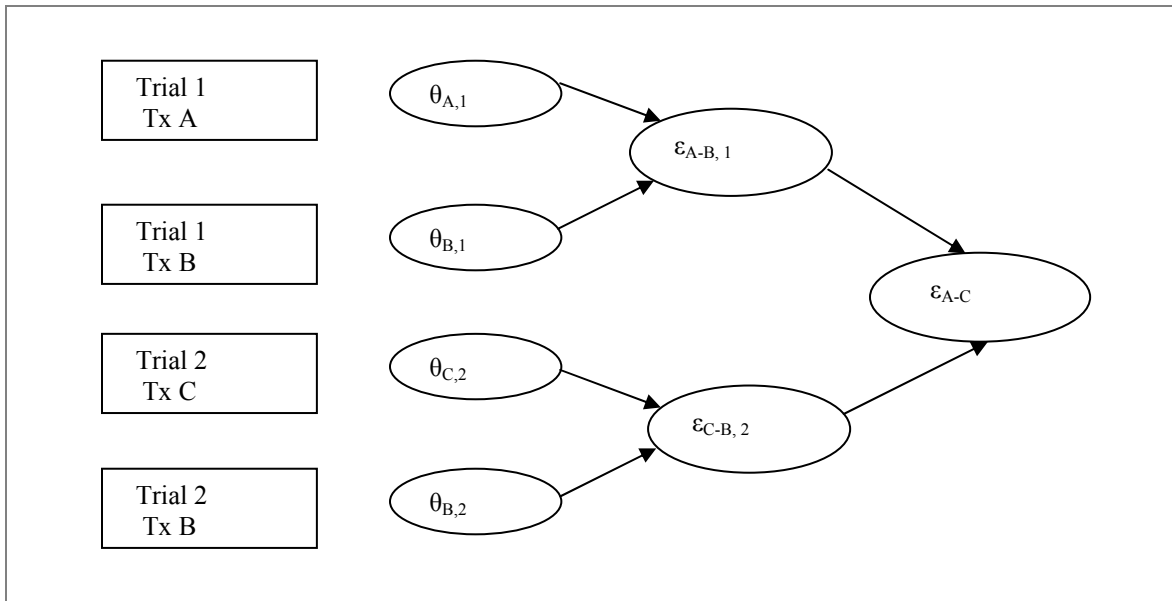 Trial 1
Tx A
θA,1
εA-B, 1
Trial 1
Tx B
θB,1
εA-C
Trial 2
Tx C
θC,2
εC-B, 2
Trial 2
Tx B
θB,2